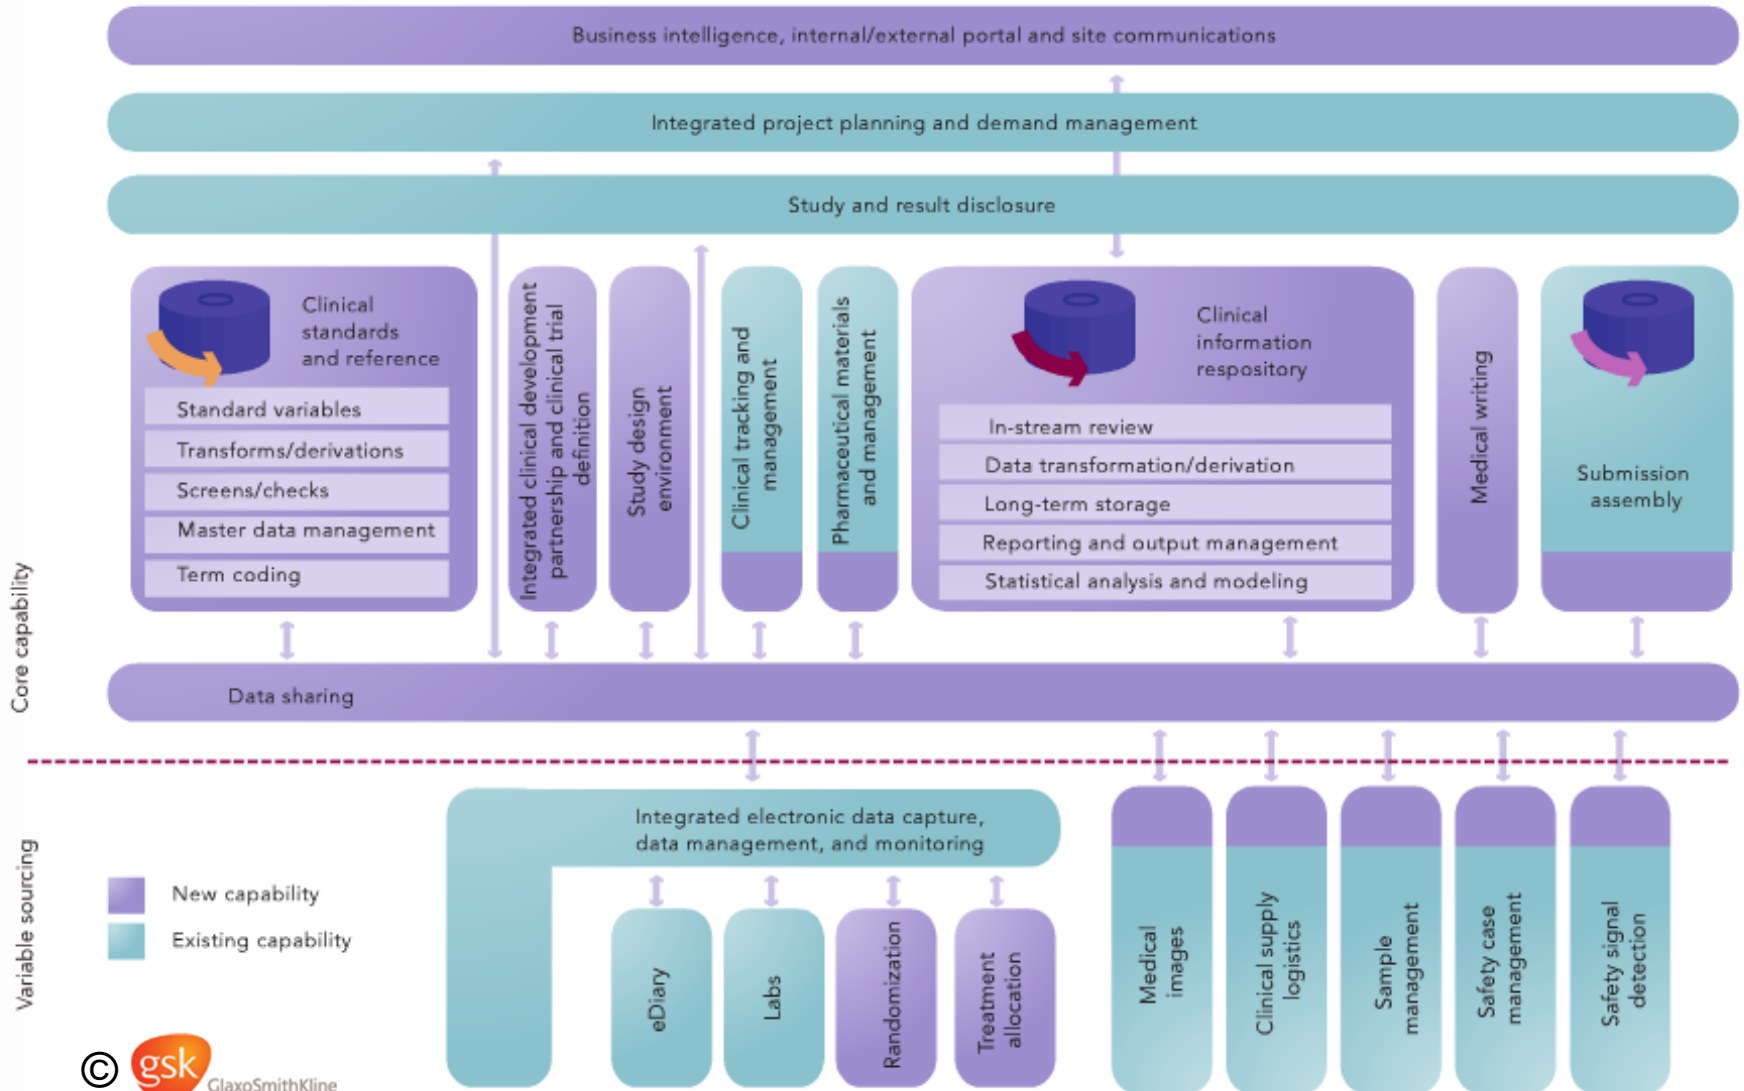 Business intelligence, internal/external portal and site communications
Integrated project planning and demand management
Study and result disclosure
Clinical
standards
and reference
Standard variables
Transforms/derivations
Screens/checks
Master data management
Term coding
Integrated clinical development
partnership and clinical trial
definition
Study design
environment
Clinical tracking and
management
Pharmaceutical materials
and management
Clinical
information
respository
In-stream review
Data transformation/derivation
Long-term storage
Reporting and output management
Statistical analysis and modeling
Medical writing
Submission
assembly
Core capability
Data sharing
Variable sourcing
Integrated electronic data capture,
data management, and monitoring
New capability
Existing capability
eDiary
Labs
Randomization
Treatment
allocation
Medical
images
Clinical supply
logistics
Sample
management
Safety case
management
Safety signal
detection
© gsk
GlaxoSmithKline